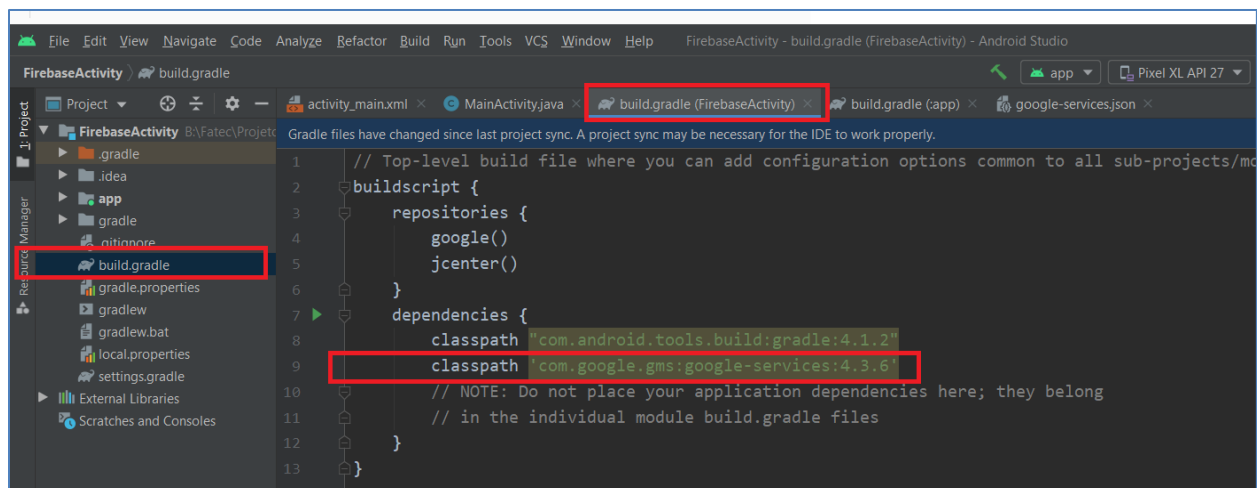 File Edit View Navigate Code Analyze Refactor Build Run Tools VCS Window Help FirebaseActivity - build.gradle (FirebaseActivity) - Android Studio
FirebaseActivity build.gradle app Pixel XL API 27
1: Project
Resource Manager
Project
FirebaseActivity B:\Fatec\Projeto
.gradle
.idea
app
gradle
.gitignore
build.gradle
gradle.properties
gradlew
gradlew.bat
local.properties
settings.gradle
External Libraries
Scratches and Consoles
activity_main.xml MainActivity.java build.gradle (FirebaseActivity) build.gradle (:app) google-services.json
Gradle files have changed since last project sync. A project sync may be necessary for the IDE to work properly.
1 // Top-level build file where you can add configuration options common to all sub-projects/mo
2 buildscript {
3 repositories {
4 google()
5 jcenter()
6 }
7 dependencies {
8 classpath "com.android.tools.build:gradle:4.1.2"
9 classpath 'com.google.gms:google-services:4.3.6'
10 // NOTE: Do not place your application dependencies here; they belong
11 // in the individual module build.gradle files
12 }
13 }